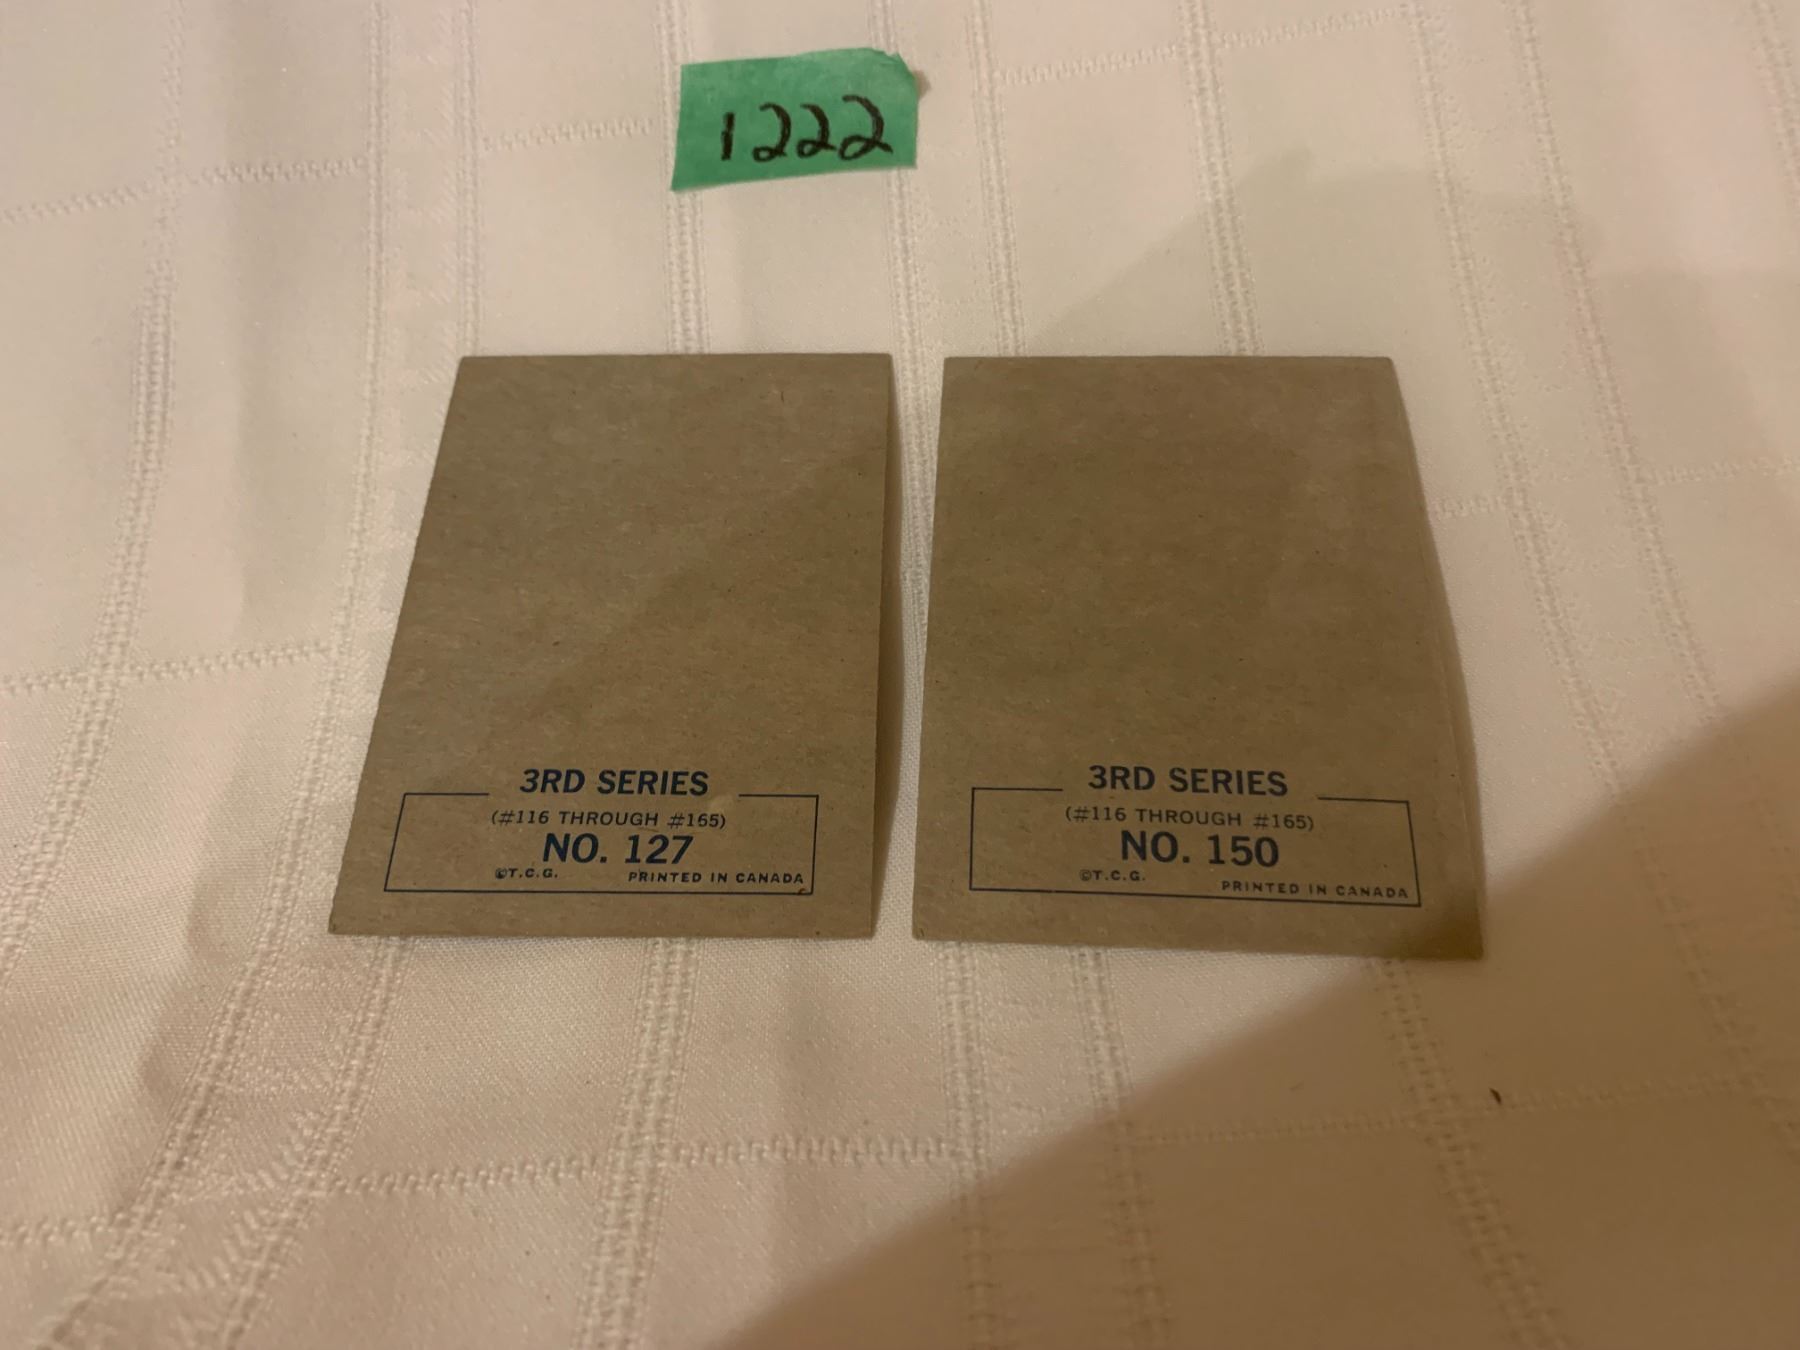 1222
3RD SERIES
(#116 THROUGH #165)
NO. 127
©T.C.G. PRINTED IN CANADA
3RD SERIES
(#116 THROUGH #165)
NO. 150
©T.C.G. PRINTED IN CANADA